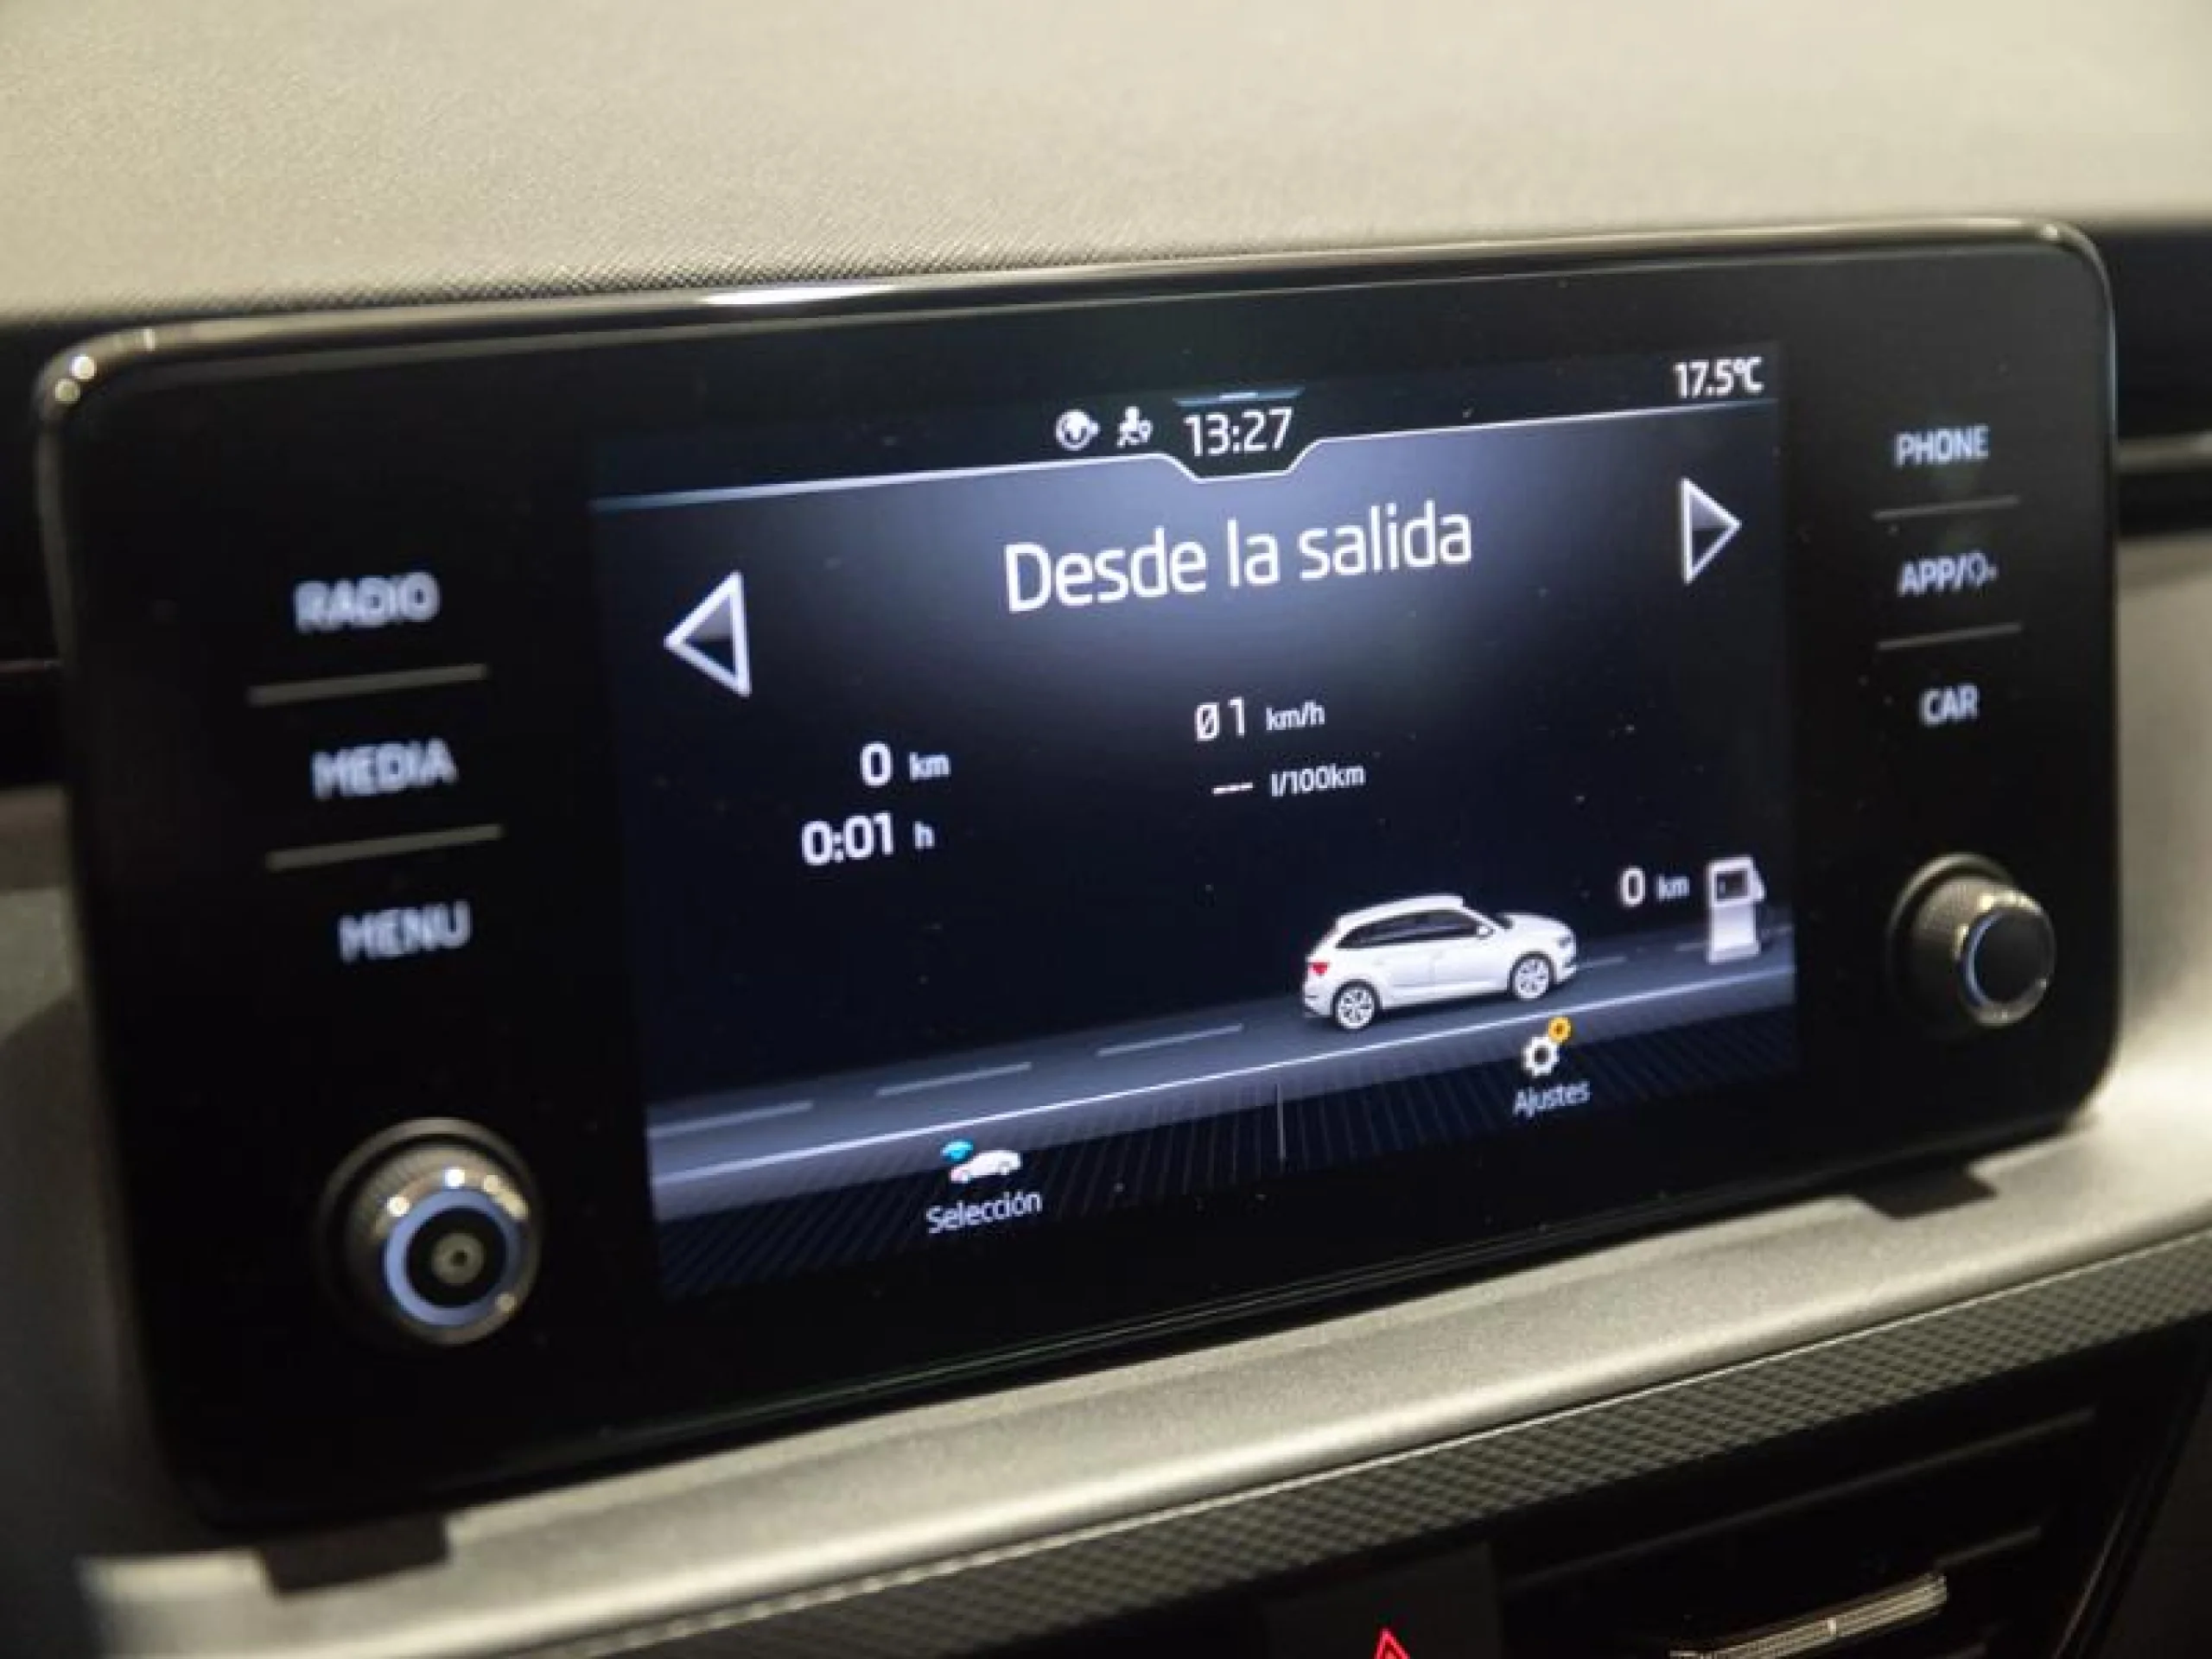 17.5°C
13:27
PHONE
Desde la salida
APP/
RADIO
CAR
Ø 1 km/h
0 km
MEDIA
--- l/100km
0:01 h
0 km
MENU
Ajustes
Selección